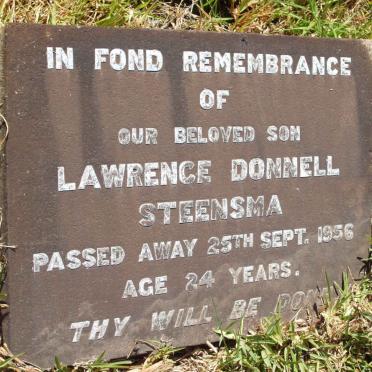 IN FOND REMEMBRANCE
OF
OUR BELOVED SON
LAWRENCE DONNELL
STEENSMA
PASSED AWAY 25TH SEPT. 1956
AGE 24 YEARS.
THY WILL BE